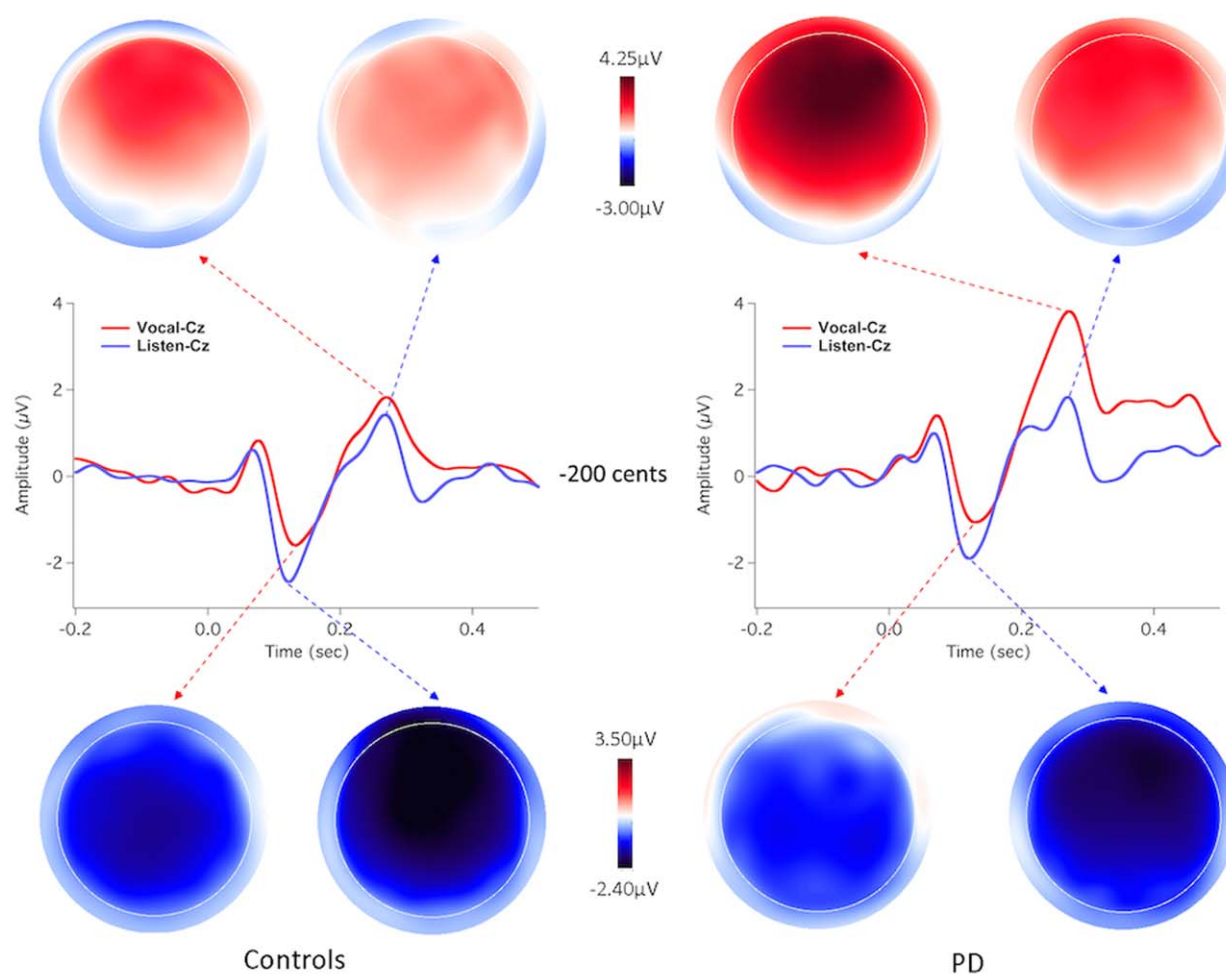 4.25µV
-3.00µV
4
2
0
-2
Amplitude (µV)
Vocal-Cz
Listen-Cz
-0.2
0.0
0.2
0.4
Time (sec)
-200 cents
4
2
0
-2
Amplitude (µV)
Vocal-Cz
Listen-Cz
-0.2
0.0
0.2
0.4
Time (sec)
3.50µV
-2.40µV
Controls
PD